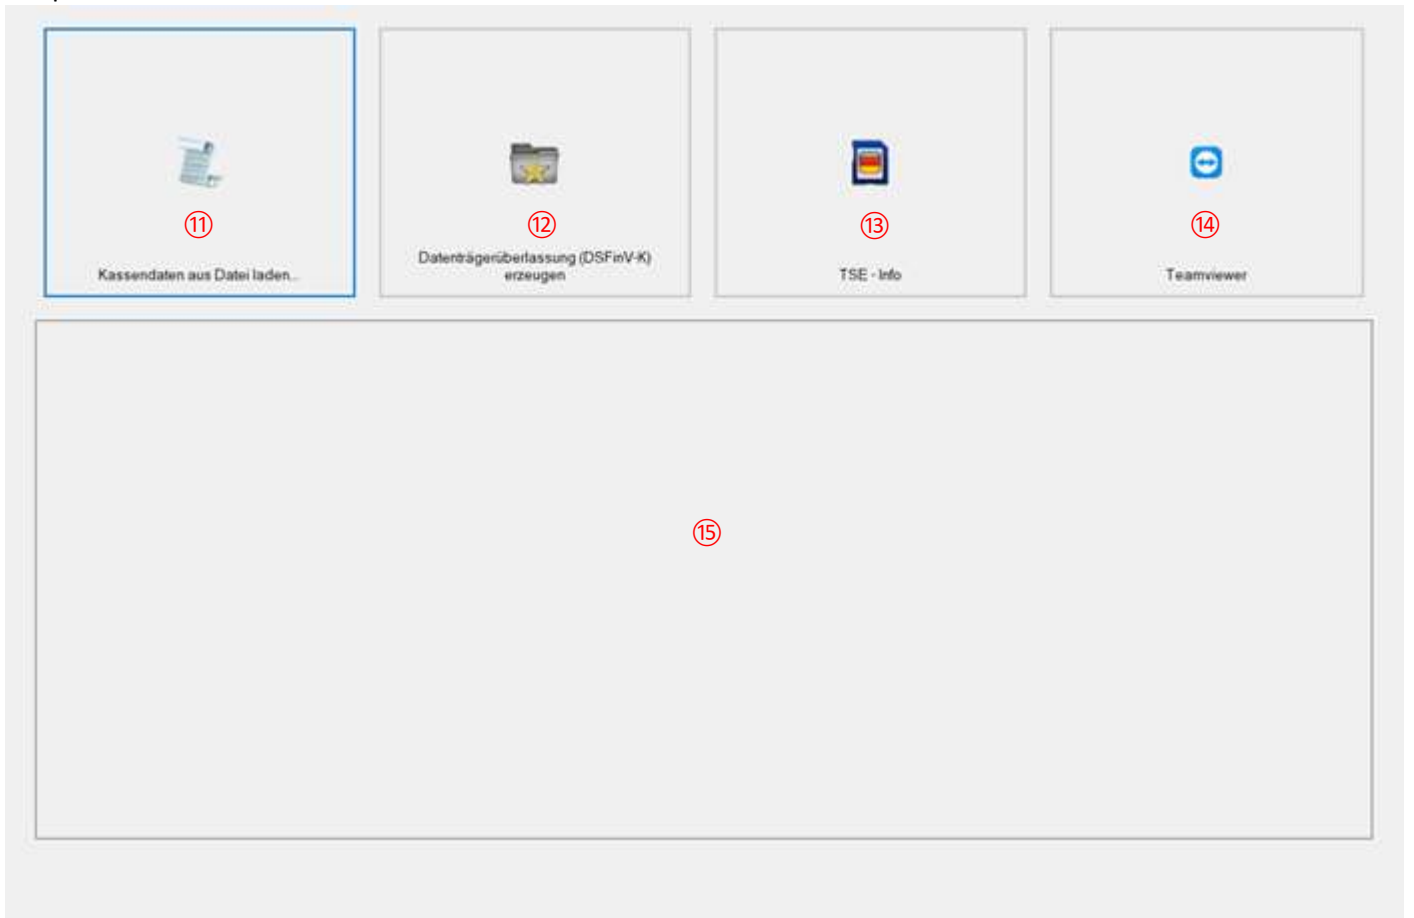 ⑪
⑫
⑬
⑭
Kassendaten aus Datei laden...
Datenträgerüberlassung (DSFinV-K)
erzeugen
TSE - Info
Teamviewer
⑮